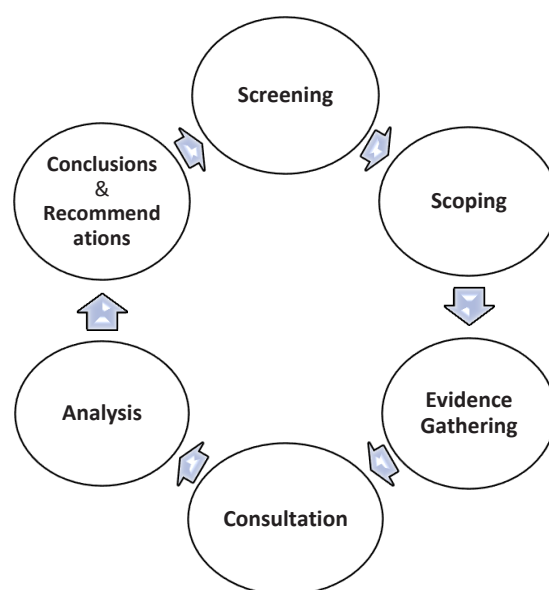 Screening
Scoping
Evidence
Gathering
Consultation
Analysis
Conclusions
&
Recommend
ations